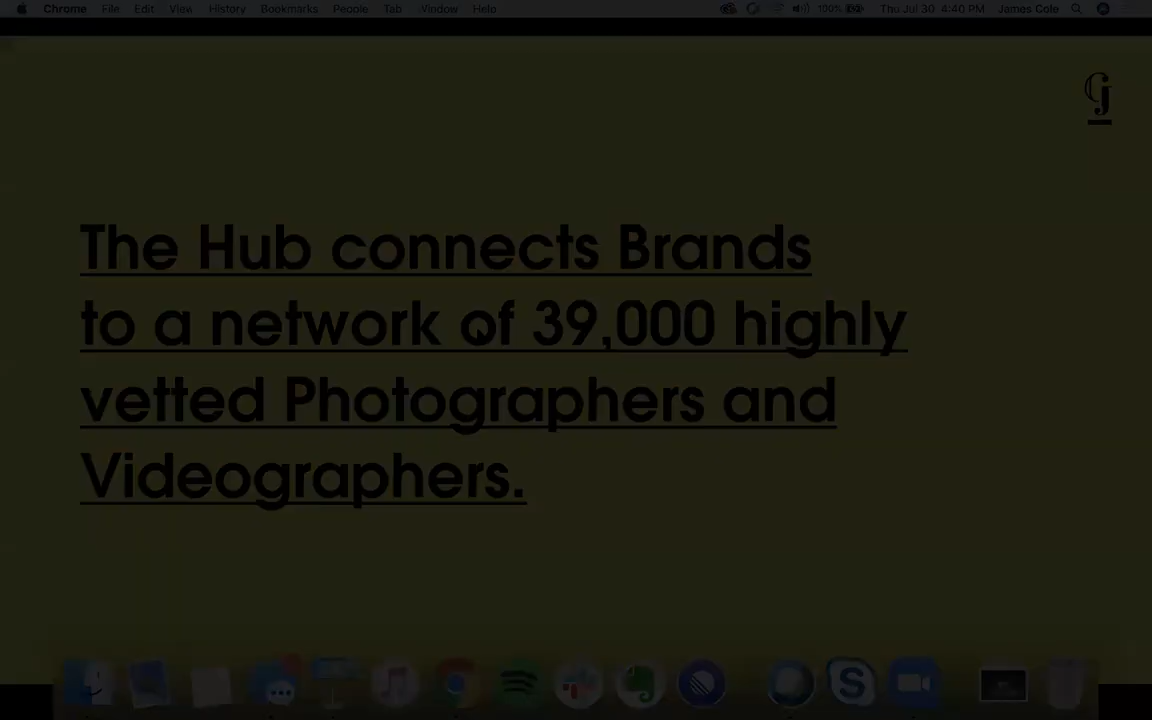 Chrome File Edit View History Bookmarks People Tab Window Help 100% Thu Jul 30 4:40 PM James Cole
The Hub connects Brands
to a network of 39,000 highly
vetted Photographers and
Videographers.